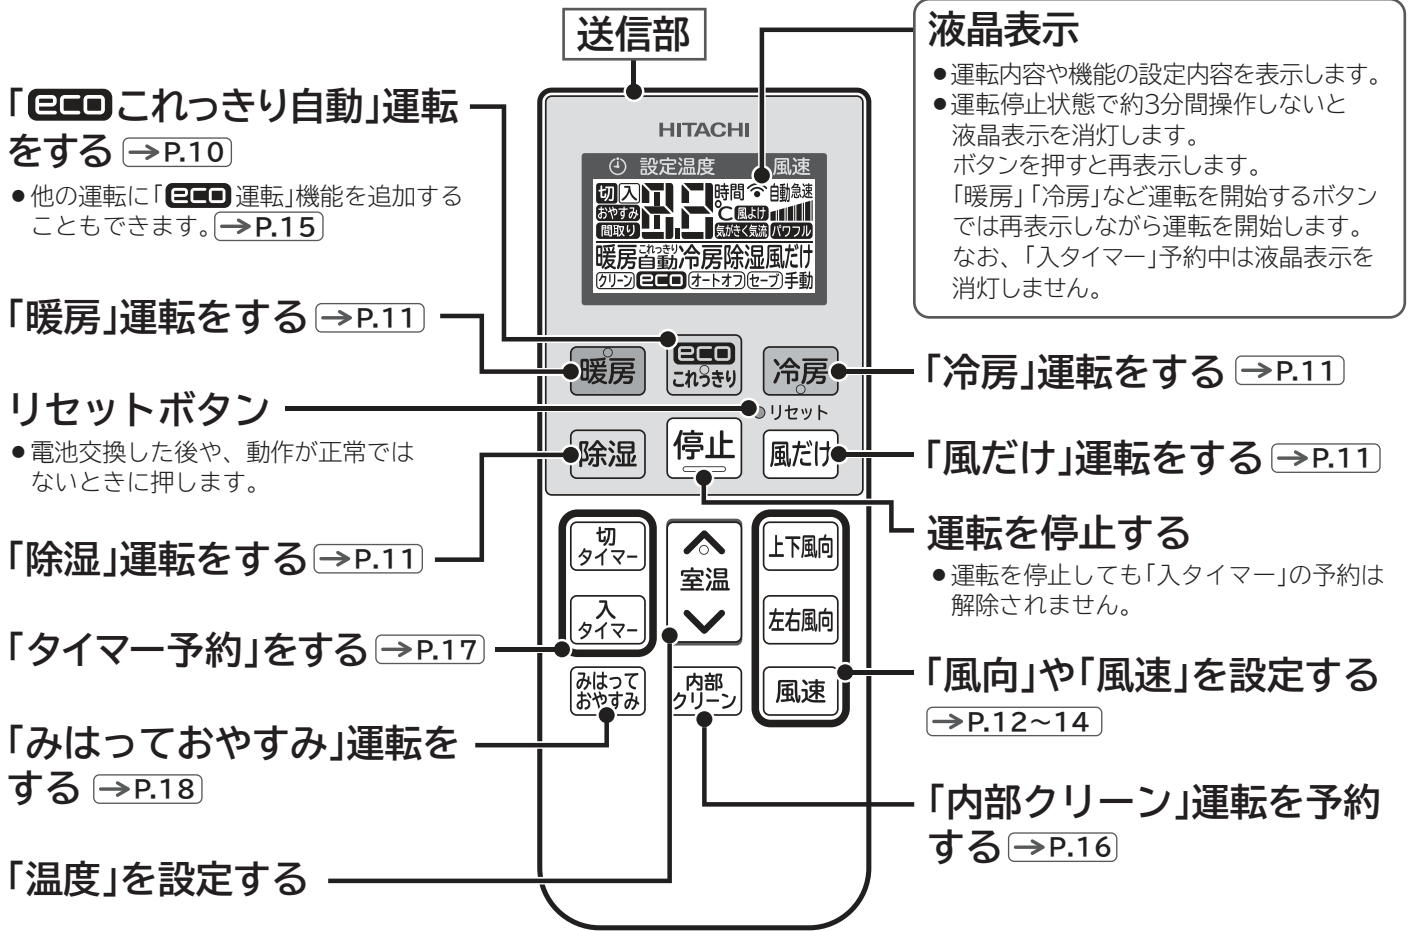 送信部
「eco これっきり自動」運転
をする →P.10
●他の運転に「eco 運転」機能を追加する
こともできます。→P.15
「暖房」運転をする →P.11
リセットボタン
●電池交換した後や、動作が正常では
ないときに押します。
「除湿」運転をする →P.11
「タイマー予約」をする →P.17
「みはっておやすみ」運転を
する →P.18
「温度」を設定する
HITACHI
設定温度 風速
切 入 時間 自動 急速
おやすみ ℃ 風よけ
間取り 気がきく気流 パワフル
暖房 これっきり自動 冷房 除湿 風だけ
クリーン eco オートオフ セーブ 手動
暖房
eco
これっきり
冷房
リセット
除湿
停止
風だけ
切
タイマー
室温
上下風向
入
タイマー
左右風向
みはって
おやすみ
内部
クリーン
風速
液晶表示
●運転内容や機能の設定内容を表示します。
●運転停止状態で約3分間操作しないと
液晶表示を消灯します。
ボタンを押すと再表示します。
「暖房」「冷房」など運転を開始するボタン
では再表示しながら運転を開始します。
なお、「入タイマー」予約中は液晶表示を
消灯しません。
「冷房」運転をする →P.11
「風だけ」運転をする →P.11
運転を停止する
●運転を停止しても「入タイマー」の予約は
解除されません。
「風向」や「風速」を設定する
→P.12～14
「内部クリーン」運転を予約
する →P.16